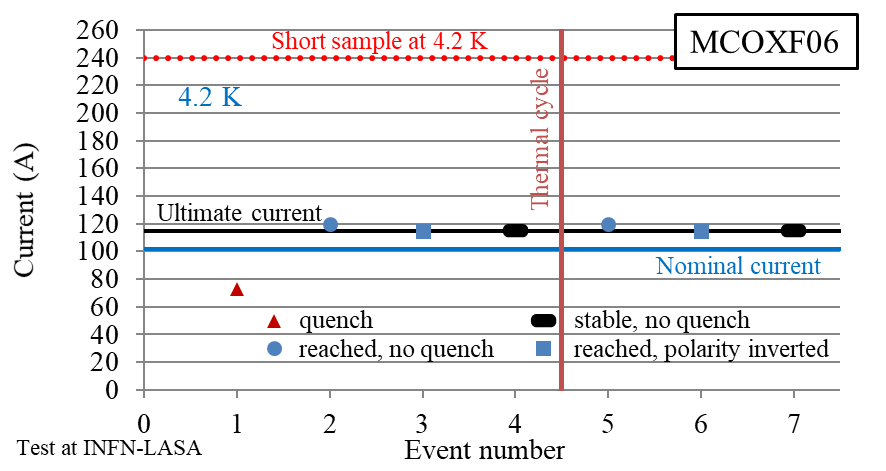 MCOXF06
260
240
220
200
180
160
140
120
100
80
60
40
20
0
Current (A)
Short sample at 4.2 K
4.2 K
Thermal cycle
Ultimate current
Nominal current
quench
stable, no quench
reached, no quench
reached, polarity inverted
0 1 2 3 4 5 6 7
Event number
Test at INFN-LASA